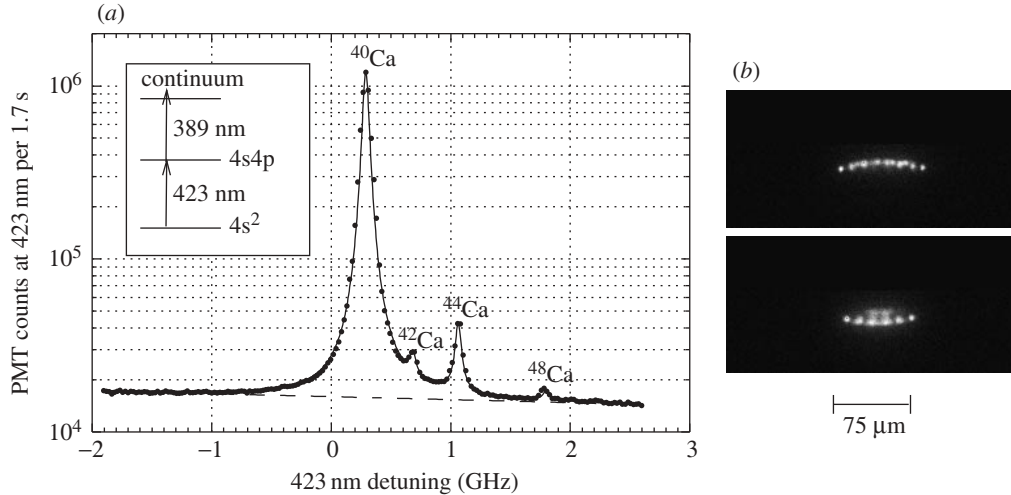 (a)
PMT counts at 423 nm per 1.7 s
10⁶
10⁵
10⁴
continuum
389 nm
4s4p
423 nm
4s²
⁴⁰Ca
⁴²Ca
⁴⁴Ca
⁴⁸Ca
−2 −1 0 1 2 3
423 nm detuning (GHz)
(b)
75 μm